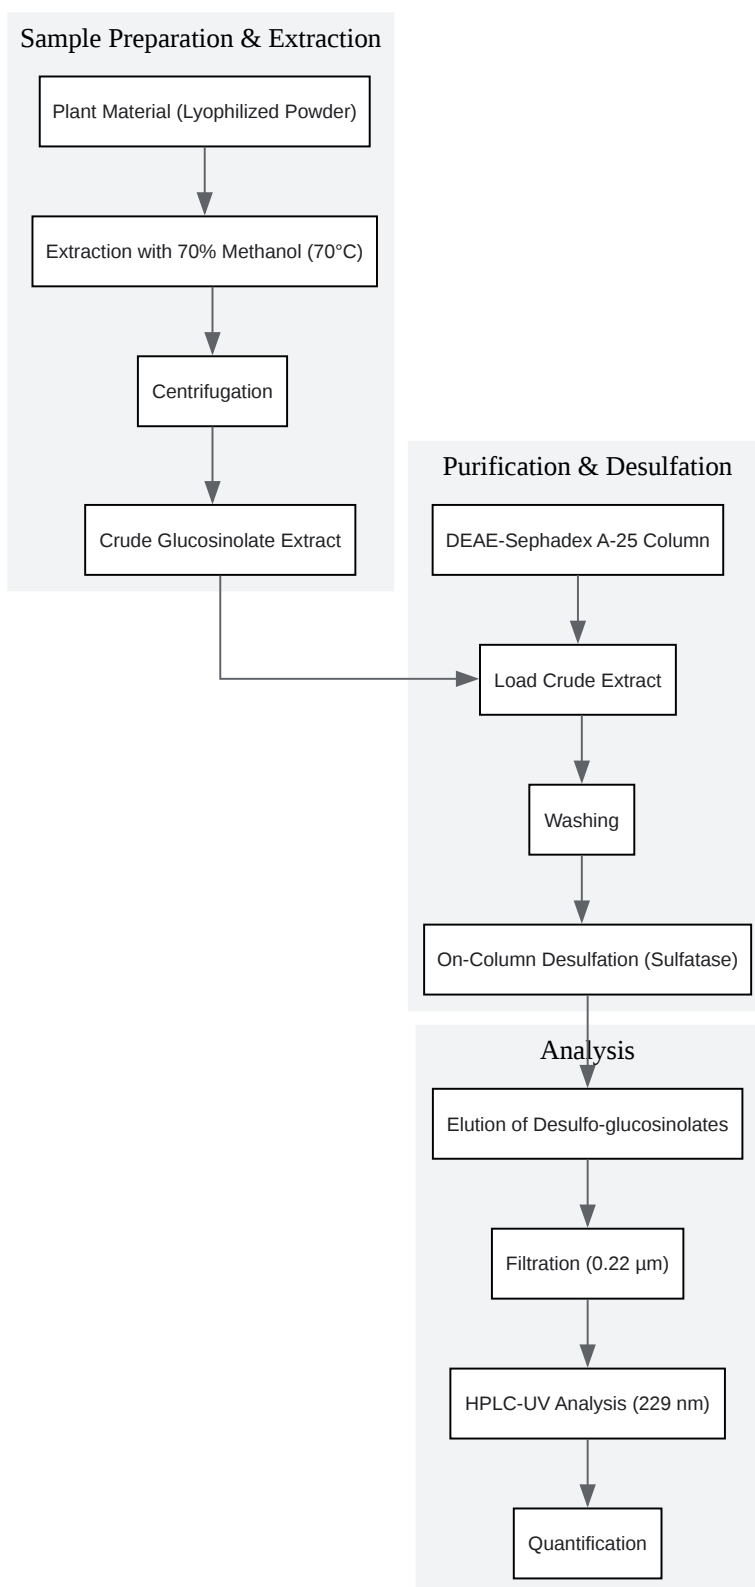 Sample Preparation & Extraction
Plant Material (Lyophilized Powder)
Extraction with 70% Methanol (70°C)
Centrifugation
Crude Glucosinolate Extract
Purification & Desulfation
DEAE-Sephadex A-25 Column
Load Crude Extract
Washing
On-Column Desulfation (Sulfatase)
Analysis
Elution of Desulfo-glucosinolates
Filtration (0.22 µm)
HPLC-UV Analysis (229 nm)
Quantification